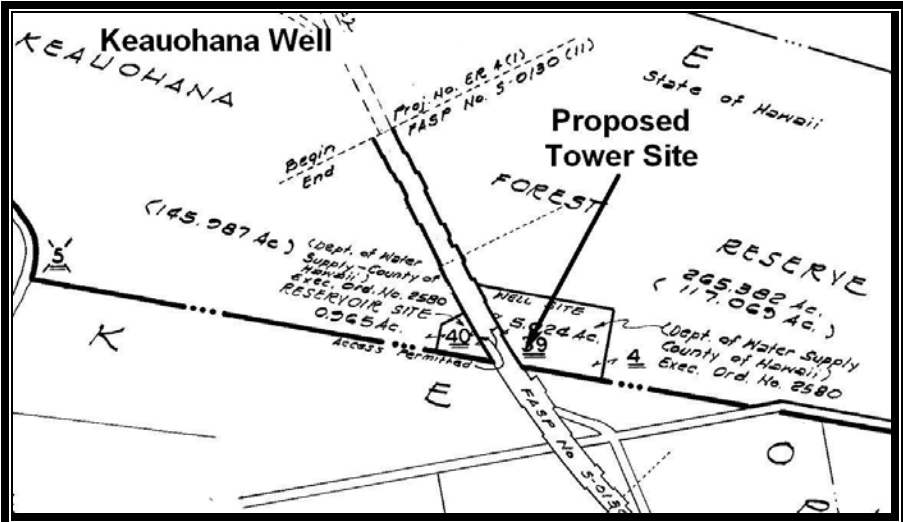 Keauohana Well
KEAUOHANA
Proj. No. ER 4(1)
FASP No. S-0130 (11)
Begin
End
E
State of Hawaii
Proposed
Tower Site
FOREST
RESERVE
(145.987 Ac.)
5
(Dept. of Water
Supply-County of
Hawaii)
Exec. Ord. No. 2580
RESERVOIR SITE
0.965 Ac.
40
Access Permitted
WELL SITE
Ac.
39
265.382 Ac.
(117.069 Ac.)
(Dept. of Water Supply
County of Hawaii)
Exec. Ord. No. 2580
4
K
E
FASP No. S-0130
O